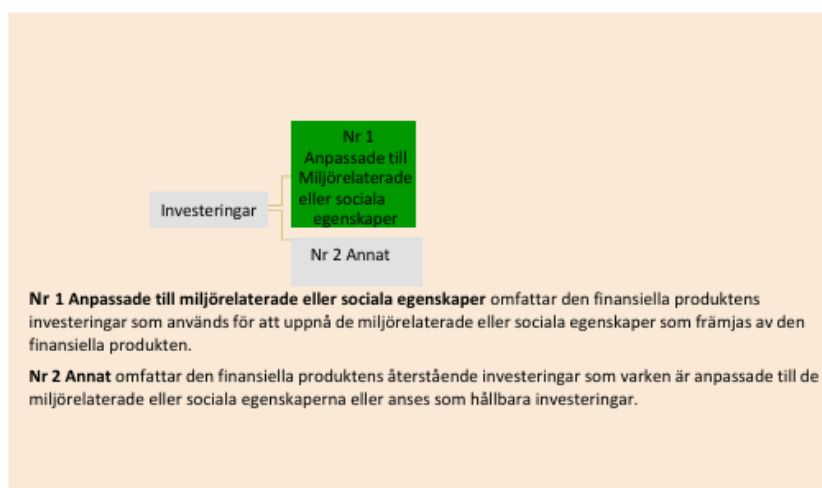 Nr 1
Anpassade till
Miljörelaterade
eller sociala
egenskaper
Investeringar
Nr 2 Annat
Nr 1 Anpassade till miljörelaterade eller sociala egenskaper omfattar den finansiella produktens
investeringar som används för att uppnå de miljörelaterade eller sociala egenskaper som främjas av den
finansiella produkten.
Nr 2 Annat omfattar den finansiella produktens återstående investeringar som varken är anpassade till de
miljörelaterade eller sociala egenskaperna eller anses som hållbara investeringar.